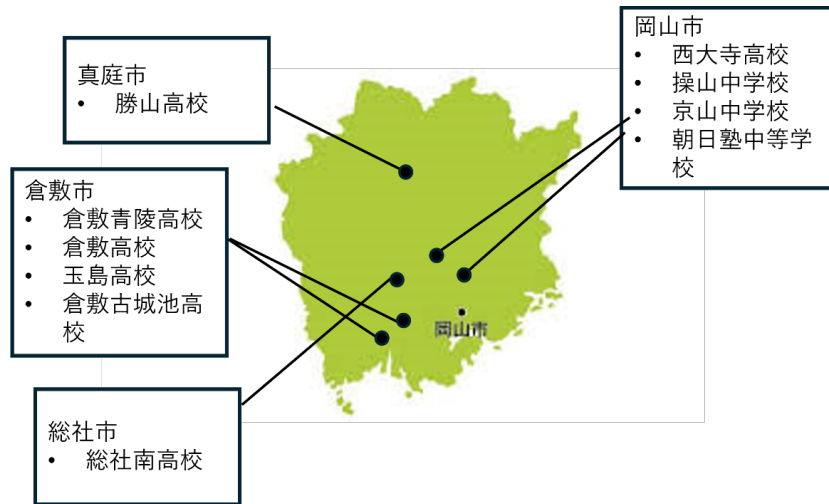 真庭市
• 勝山高校
倉敷市
• 倉敷青陵高校
• 倉敷高校
• 玉島高校
• 倉敷古城池高
校
総社市
• 総社南高校
岡山市
• 西大寺高校
• 操山中学校
• 京山中学校
• 朝日塾中等学
校
岡山市